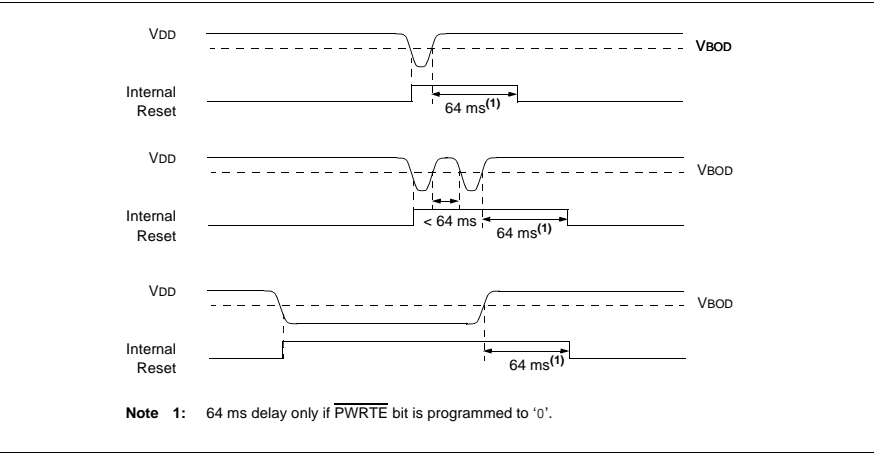 VDD
VBOD
Internal
Reset
64 ms(1)
VDD
VBOD
Internal
Reset
< 64 ms
64 ms(1)
VDD
VBOD
Internal
Reset
64 ms(1)
Note 1: 64 ms delay only if PWRTE bit is programmed to ‘0’.